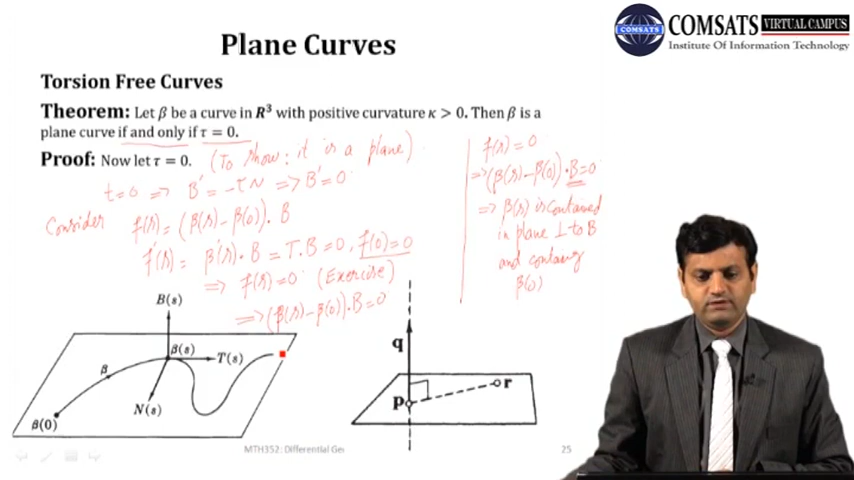 Plane Curves
COMSATS VIRTUAL CAMPUS
Institute Of Information Technology
Torsion Free Curves
Theorem: Let β be a curve in R³ with positive curvature κ > 0. Then β is a
plane curve if and only if τ = 0.
Proof: Now let τ = 0. (To show: it is a plane).
τ=0 ⇒ B' = -τN ⇒ B' = 0
Consider f(s) = (β(s) - β(0)). B
f'(s) = β'(s). B = T. B = 0, f(0) = 0
⇒ f(s) = 0 (Exercise)
⇒ (β(s) - β(0)). B = 0
f(s) = 0
⇒ (β(s) - β(0)). B = 0
⇒ β(s) is contained
in plane ⊥ to B
and containg
β(0)
B(s)
β(s)
T(s)
β
N(s)
β(0)
q
p
r
MTH352: Differential Ge
25